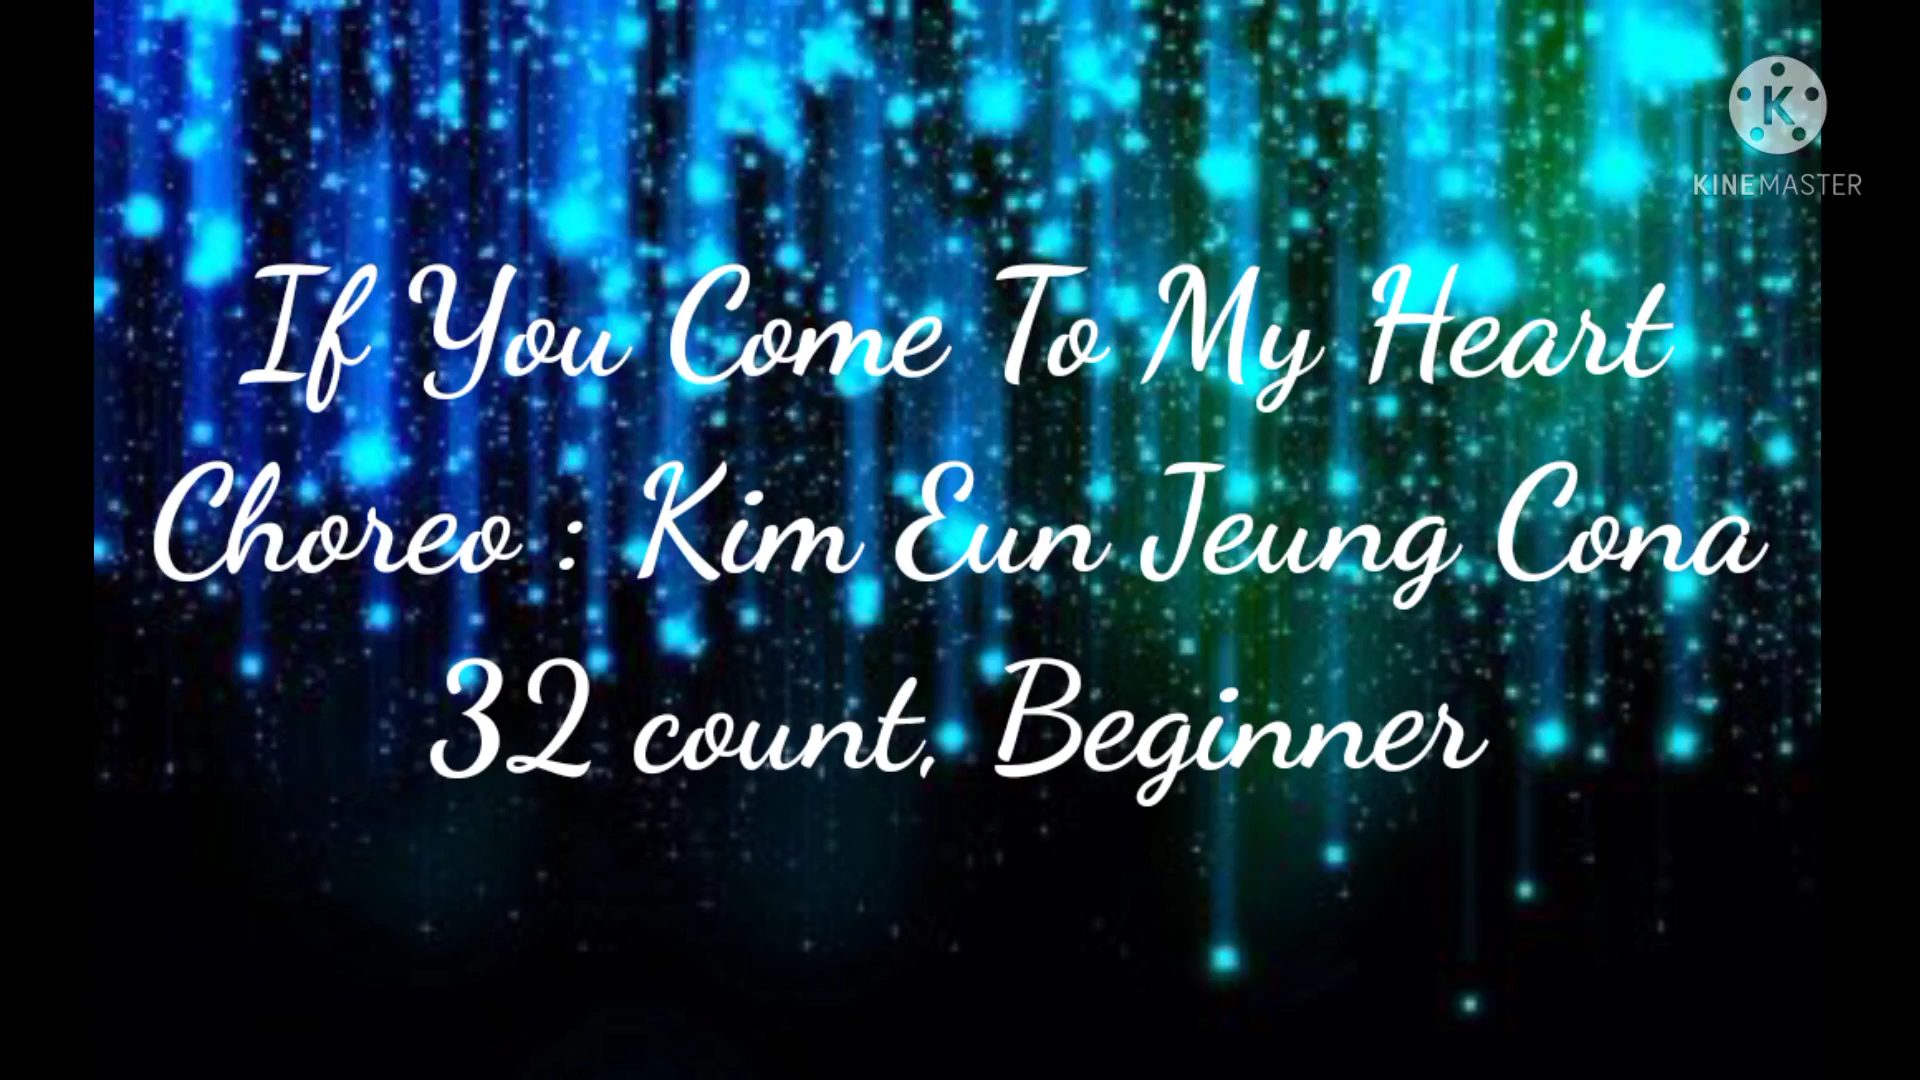 K
KINEMASTER
If You Come To My Heart
Choreo : Kim Eun Jeung Cona
32 count, Beginner